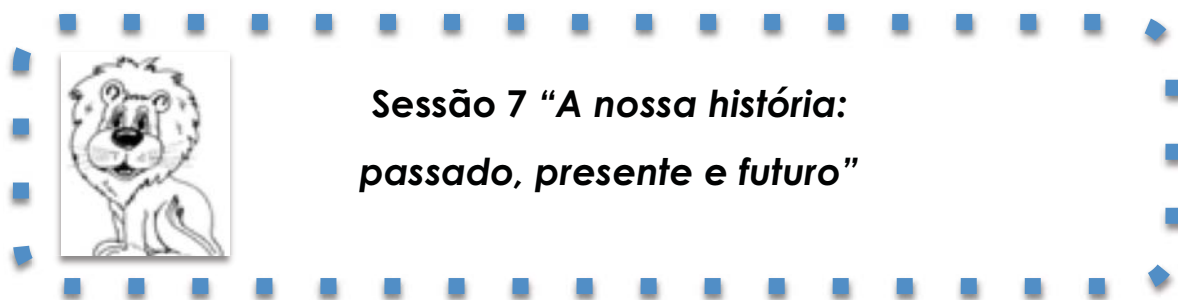 Sessão 7 “A nossa história:
passado, presente e futuro”